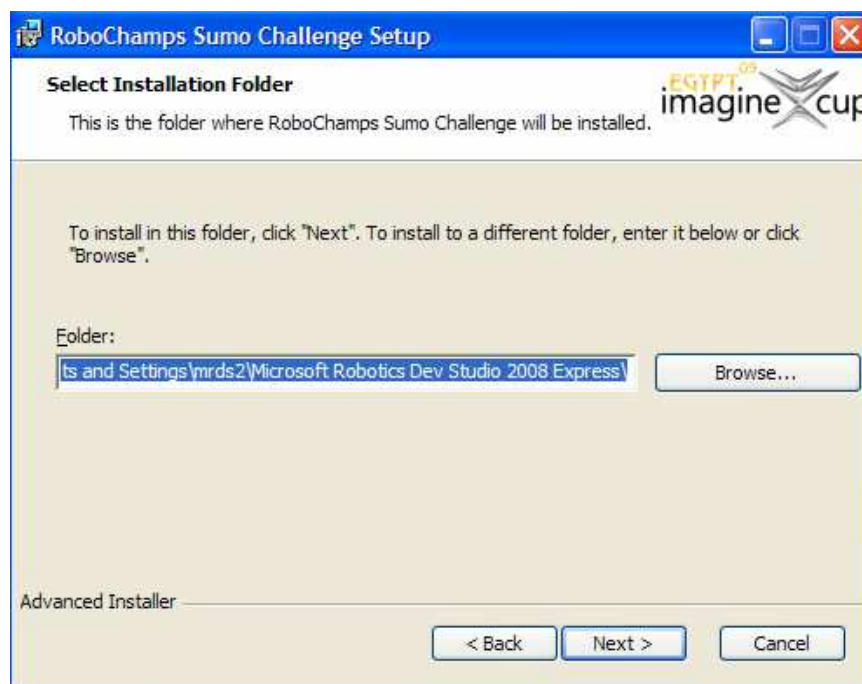 RoboChamps Sumo Challenge Setup
Select Installation Folder
This is the folder where RoboChamps Sumo Challenge will be installed.
EGYPT 09
imagine cup
To install in this folder, click "Next". To install to a different folder, enter it below or click
"Browse".
Folder:
ts and Settings\mrds2\Microsoft Robotics Dev Studio 2008 Express\
Browse...
Advanced Installer
< Back
Next >
Cancel